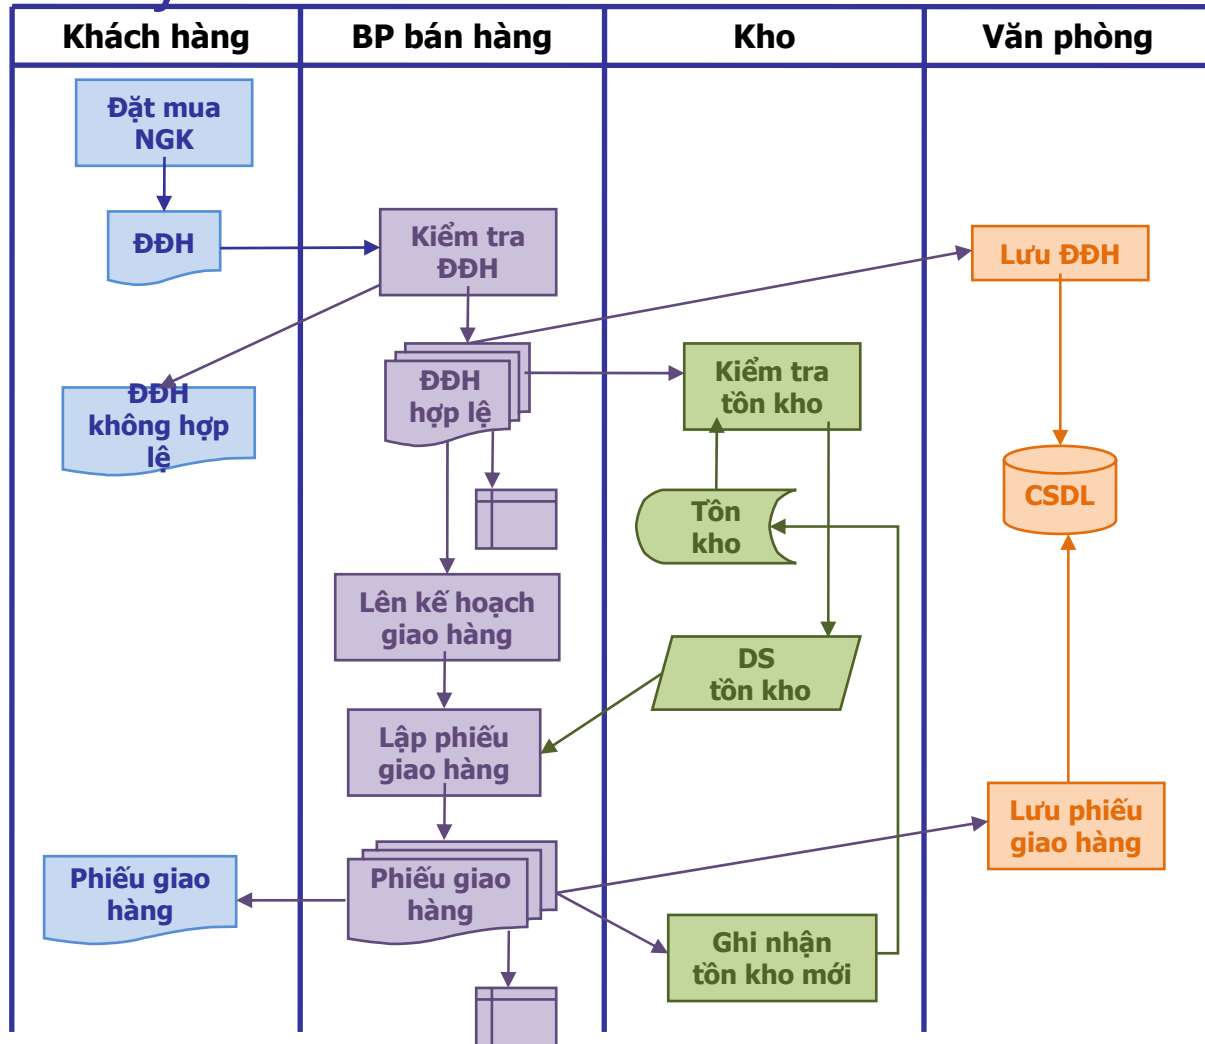 Khách hàng
BP bán hàng
Kho
Văn phòng
Đặt mua
NGK
ĐĐH
Kiểm tra
ĐĐH
Lưu ĐĐH
ĐĐH
không hợp
lệ
ĐĐH
hợp lệ
Kiểm tra
tồn kho
Tồn
kho
CSDL
Lên kế hoạch
giao hàng
DS
tồn kho
Lập phiếu
giao hàng
Lưu phiếu
giao hàng
Phiếu giao
hàng
Phiếu giao
hàng
Ghi nhận
tồn kho mới